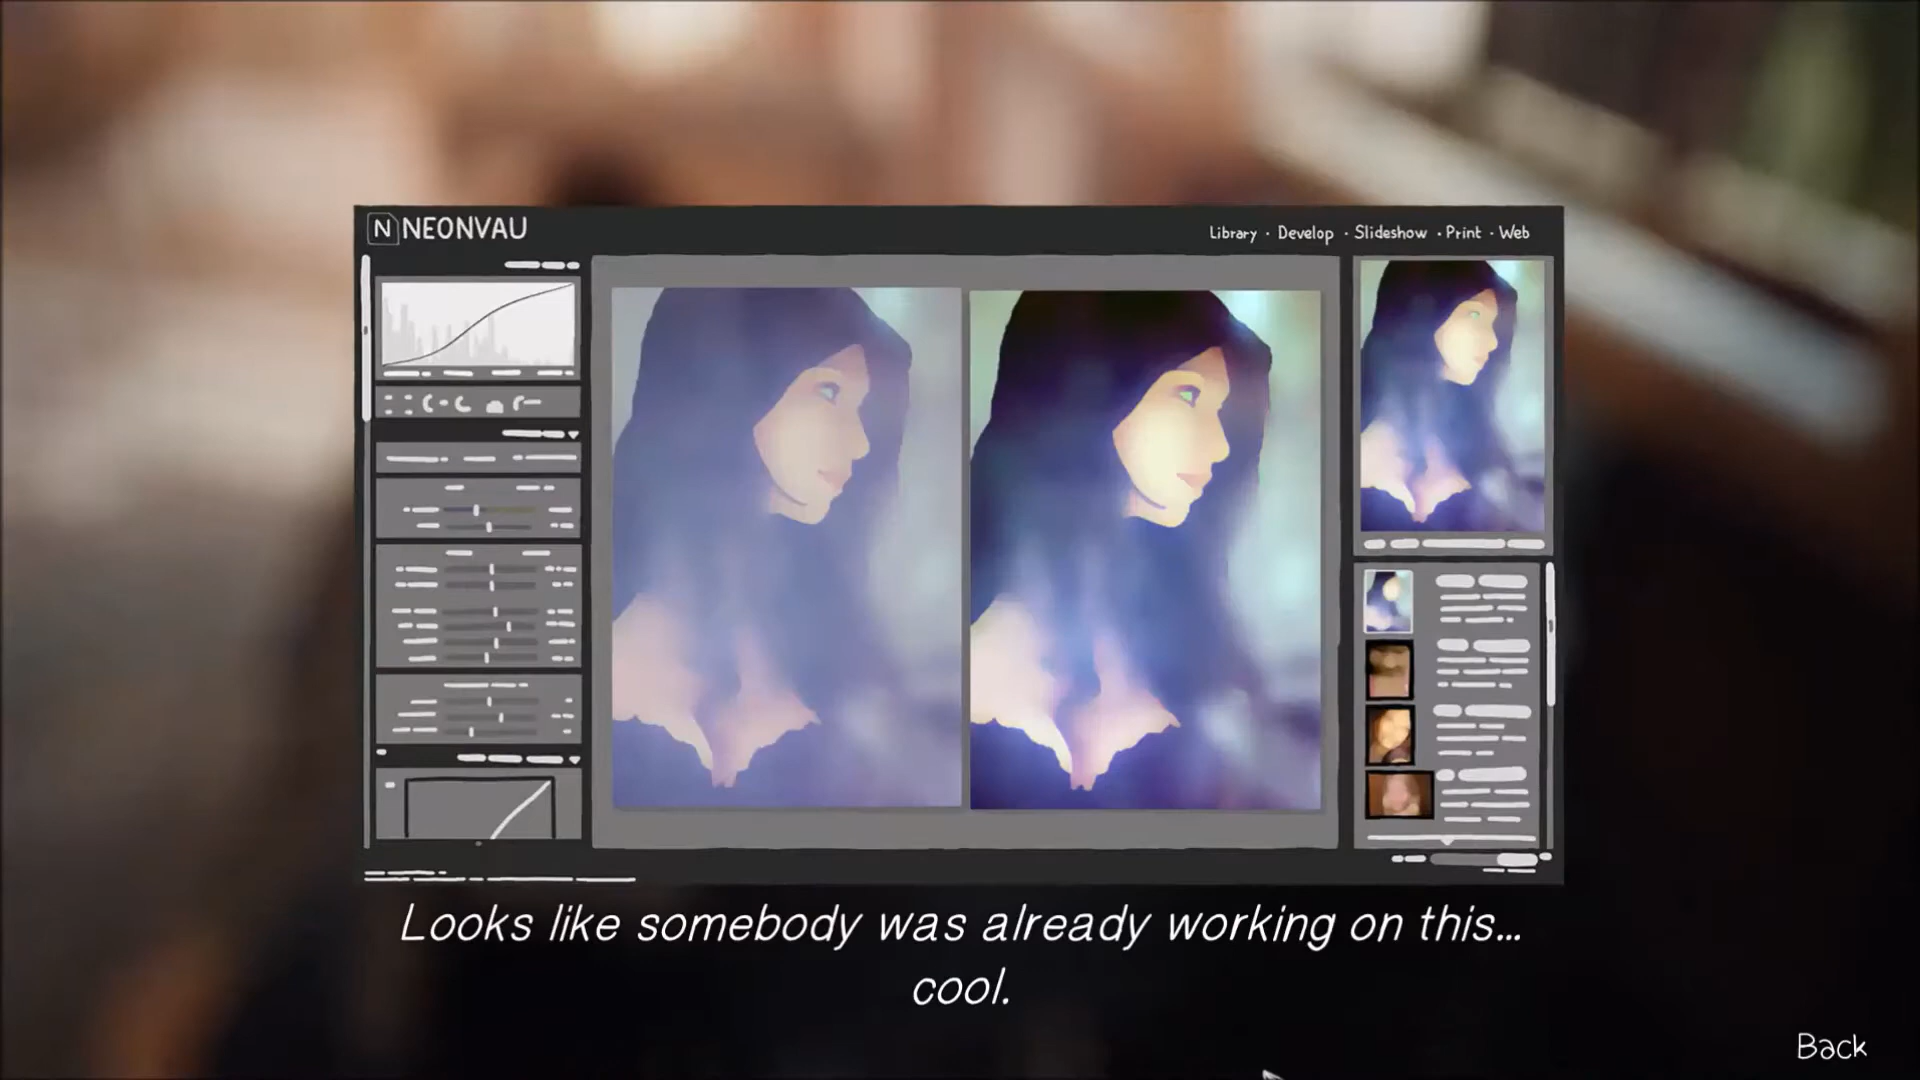 N NEONVAU
Library · Develop · Slideshow · Print · Web
Looks like somebody was already working on this...
cool.
Back